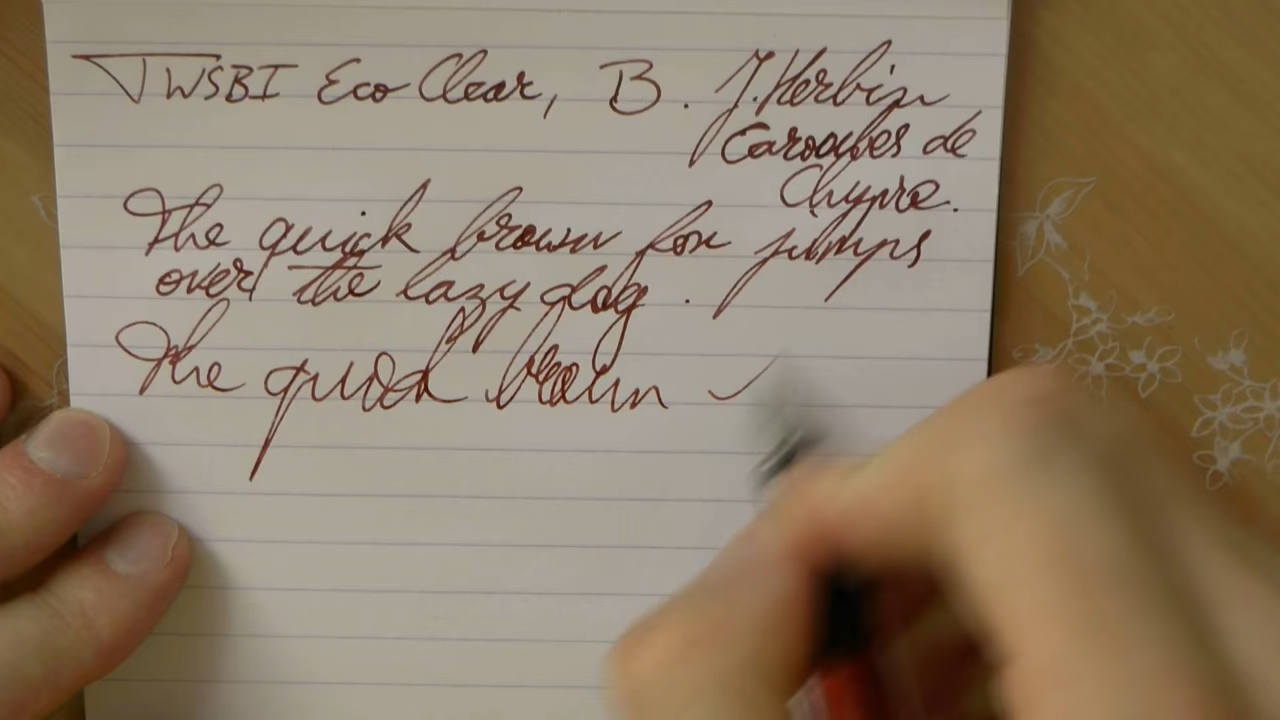 TWSBI Eco Clear, B. J. Herbin
Caroubes de
Chypre.
The quick brown fox jumps
over the lazy dog.
The quick brown